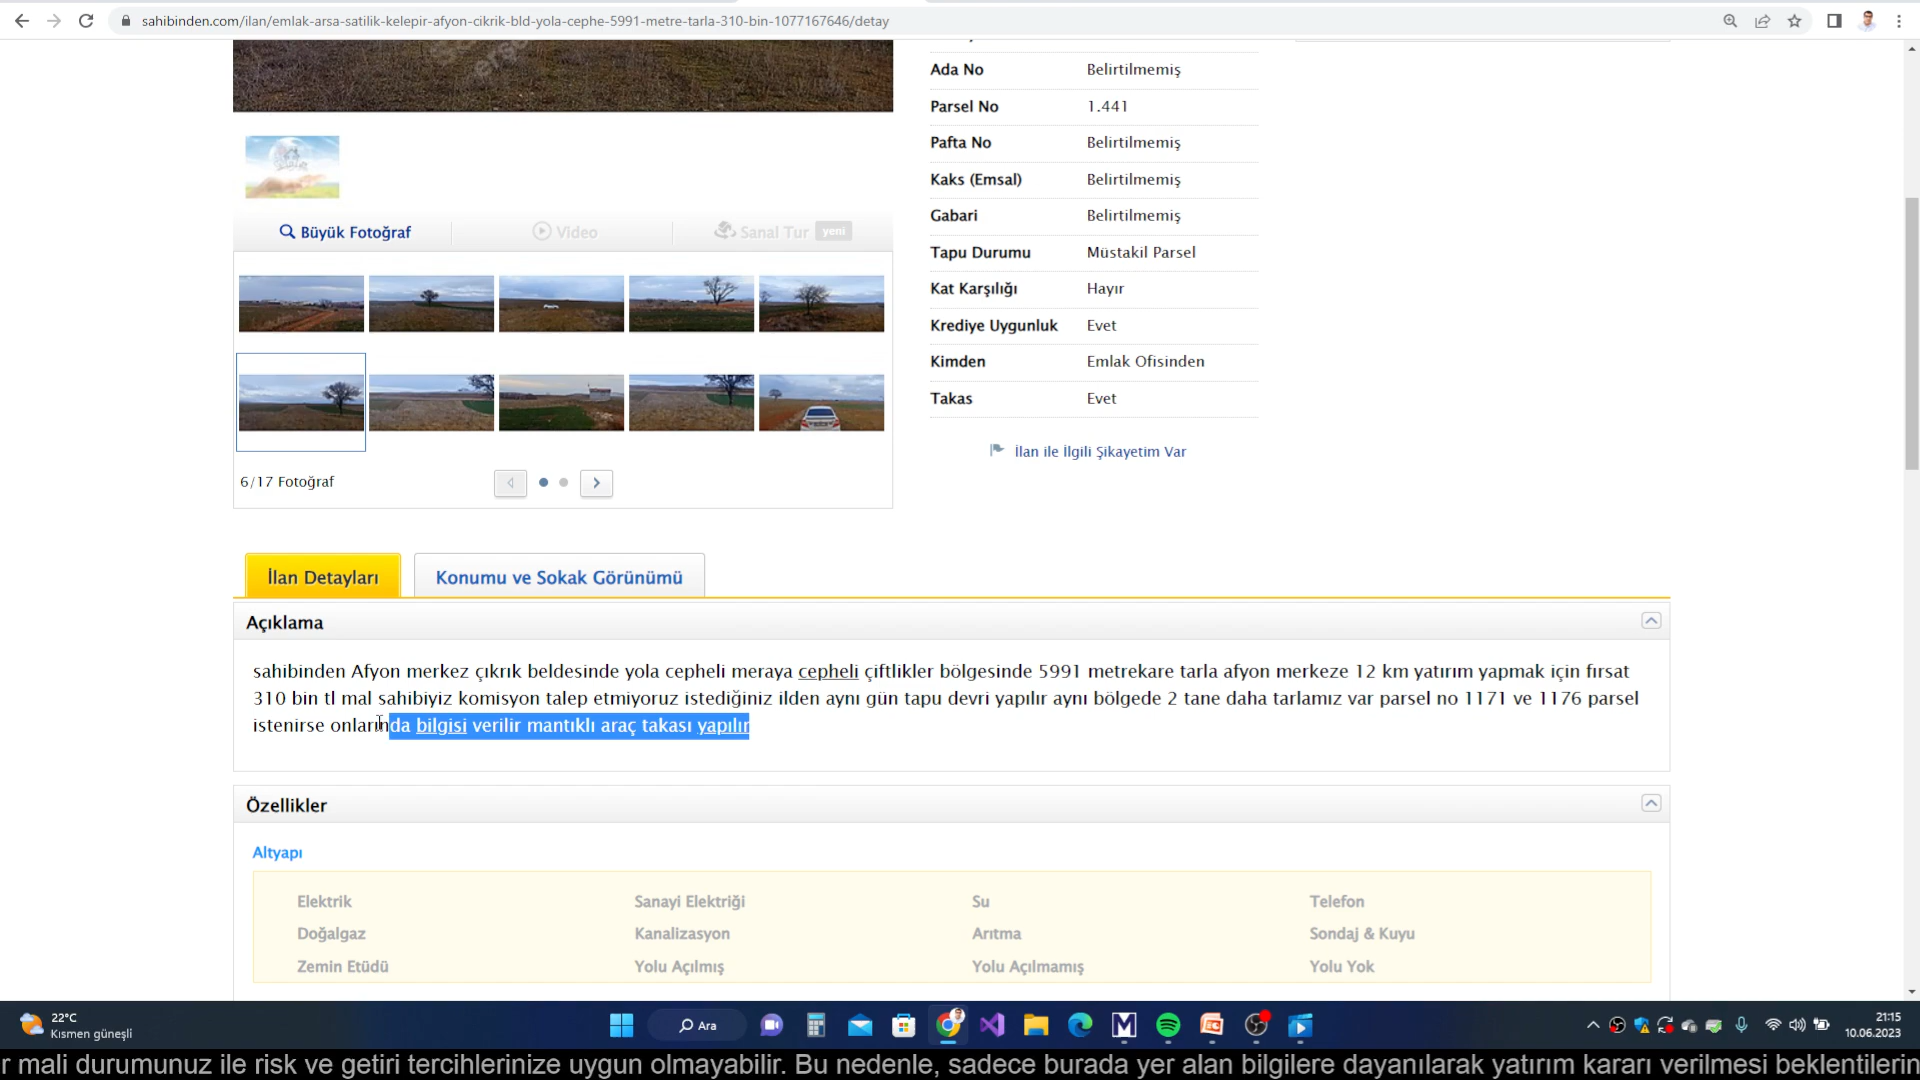 sahibinden.com/ilan/emlak-arsa-satilik-kelepir-afyon-cikrik-bld-yola-cephe-5991-metre-tarla-310-bin-1077167646/detay
Ada No Belirtilmemiş
Parsel No 1.441
Pafta No Belirtilmemiş
Kaks (Emsal) Belirtilmemiş
Gabari Belirtilmemiş
Tapu Durumu Müstakil Parsel
Kat Karşılığı Hayır
Krediye Uygunluk Evet
Kimden Emlak Ofisinden
Takas Evet
İlan ile İlgili Şikayetim Var
Büyük Fotoğraf Video Sanal Tur yeni
6/17 Fotoğraf
İlan Detayları Konumu ve Sokak Görünümü
Açıklama
sahibinden Afyon merkez çıkrık beldesinde yola cepheli meraya cepheli çiftlikler bölgesinde 5991 metrekare tarla afyon merkeze 12 km yatırım yapmak için fırsat
310 bin tl mal sahibiyiz komisyon talep etmiyoruz istediğiniz ilden aynı gün tapu devri yapılır aynı bölgede 2 tane daha tarlamız var parsel no 1171 ve 1176 parsel
istenirse onlarında bilgisi verilir mantıklı araç takası yapılır
Özellikler
Altyapı
Elektrik Sanayi Elektriği Su Telefon
Doğalgaz Kanalizasyon Arıtma Sondaj & Kuyu
Zemin Etüdü Yolu Açılmış Yolu Açılmamış Yolu Yok
22°C
Kısmen güneşli
Ara
21:15
10.06.2023
r mali durumunuz ile risk ve getiri tercihlerinize uygun olmayabilir. Bu nedenle, sadece burada yer alan bilgilere dayanılarak yatırım kararı verilmesi beklentilerin